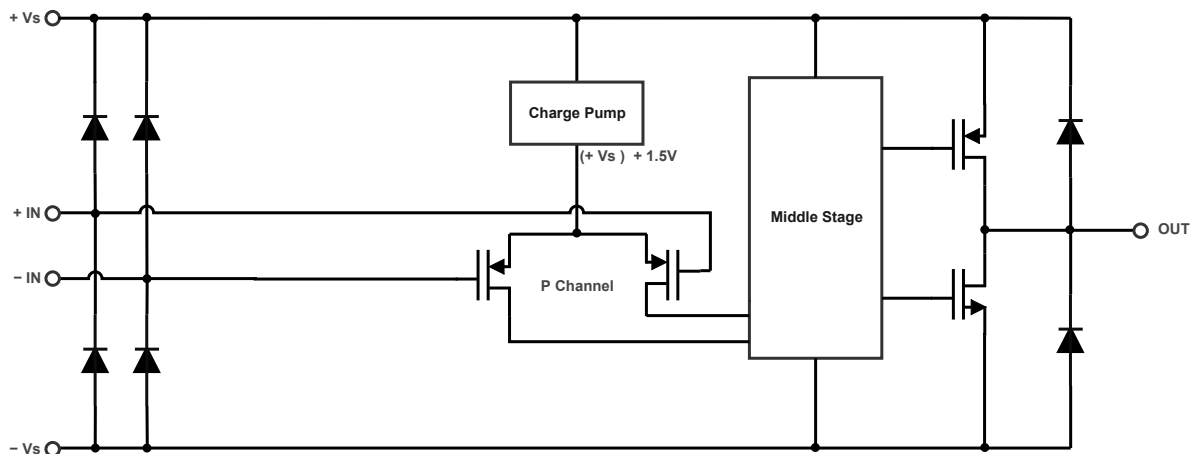 + Vs
Charge Pump
(+ Vs ) + 1.5V
+ IN
Middle Stage
OUT
− IN
P Channel
− Vs